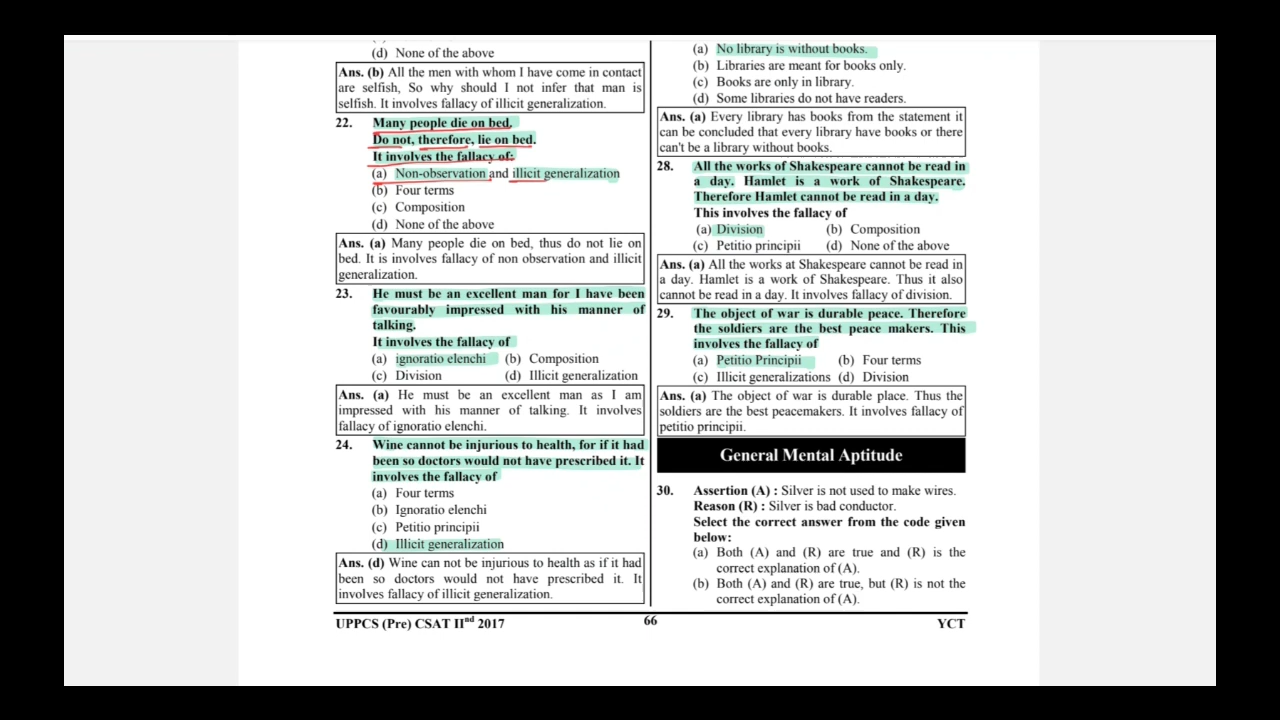 (d) None of the above
Ans. (b) All the men with whom I have come in contact
are selfish, So why should I not infer that man is
selfish. It involves fallacy of illicit generalization.
22. Many people die on bed.
Do not, therefore, lie on bed.
It involves the fallacy of:
(a) Non-observation and illicit generalization
(b) Four terms
(c) Composition
(d) None of the above
Ans. (a) Many people die on bed, thus do not lie on
bed. It is involves fallacy of non observation and illicit
generalization.
23. He must be an excellent man for I have been
favourably impressed with his manner of
talking.
It involves the fallacy of
(a) ignoratio elenchi (b) Composition
(c) Division (d) Illicit generalization
Ans. (a) He must be an excellent man as I am
impressed with his manner of talking. It involves
fallacy of ignoratio elenchi.
24. Wine cannot be injurious to health, for if it had
been so doctors would not have prescribed it. It
involves the fallacy of
(a) Four terms
(b) Ignoratio elenchi
(c) Petitio principii
(d) Illicit generalization
Ans. (d) Wine can not be injurious to health as if it had
been so doctors would not have prescribed it. It
involves fallacy of illicit generalization.
(a) No library is without books.
(b) Libraries are meant for books only.
(c) Books are only in library.
(d) Some libraries do not have readers.
Ans. (a) Every library has books from the statement it
can be concluded that every library have books or there
can't be a library without books.
28. All the works of Shakespeare cannot be read in
a day. Hamlet is a work of Shakespeare.
Therefore Hamlet cannot be read in a day.
This involves the fallacy of
(a) Division (b) Composition
(c) Petitio principii (d) None of the above
Ans. (a) All the works at Shakespeare cannot be read in
a day. Hamlet is a work of Shakespeare. Thus it also
cannot be read in a day. It involves fallacy of division.
29. The object of war is durable peace. Therefore
the soldiers are the best peace makers. This
involves the fallacy of
(a) Petitio Principii (b) Four terms
(c) Illicit generalizations (d) Division
Ans. (a) The object of war is durable place. Thus the
soldiers are the best peacemakers. It involves fallacy of
petitio principii.
General Mental Aptitude
30. Assertion (A) : Silver is not used to make wires.
Reason (R) : Silver is bad conductor.
Select the correct answer from the code given
below:
(a) Both (A) and (R) are true and (R) is the
correct explanation of (A).
(b) Both (A) and (R) are true, but (R) is not the
correct explanation of (A).
UPPCS (Pre) CSAT IInd 2017 66 YCT